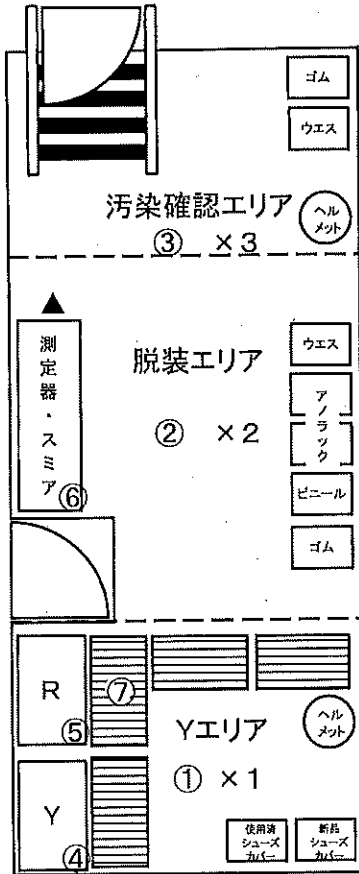 ゴム
ウエス
汚染確認エリア
ヘル
メット
③ ×3
測定器・スミア
⑥
脱装エリア
② ×2
ウエス
アノラック
ビニール
ゴム
R
⑤
⑦
Yエリア
ヘル
メット
① ×1
Y
④
使用済
シューズ
カバー
新品
シューズ
カバー